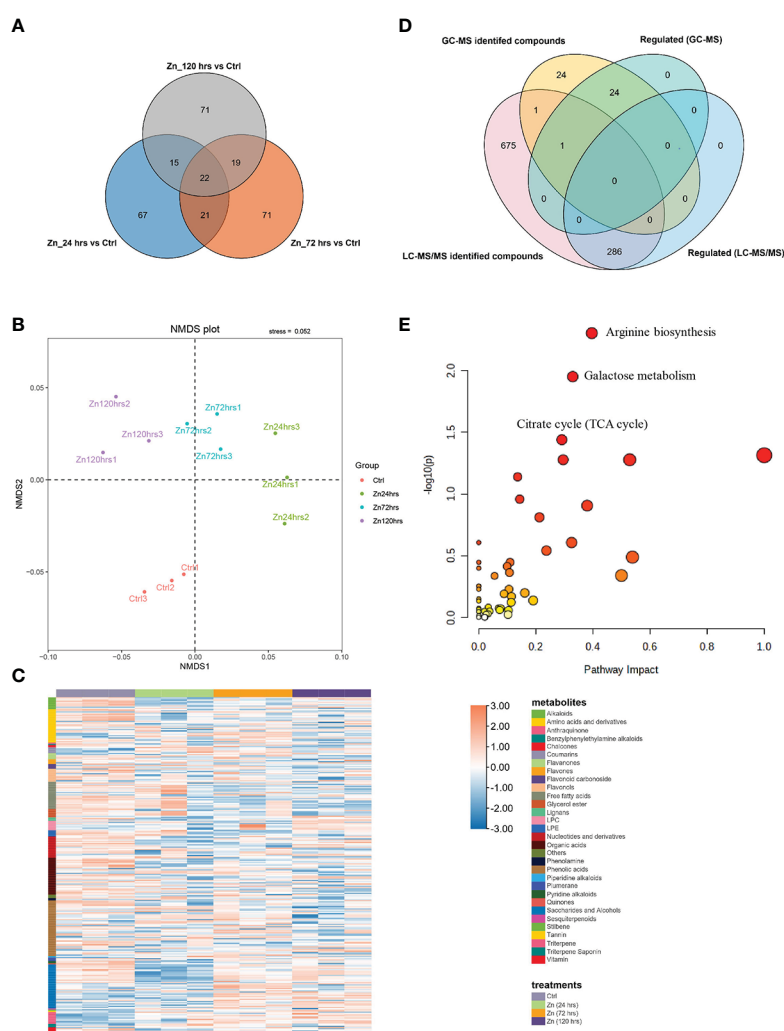 A
Zn_120 hrs vs Ctrl
71
15
19
22
67
21
71
Zn_24 hrs vs Ctrl
Zn_72 hrs vs Ctrl
D
GC-MS identifed compounds
Regulated (GC-MS)
24
0
24
1
0
675
1
0
0
0
0
0
0
0
286
LC-MS/MS identified compounds
Regulated (LC-MS/MS)
B
NMDS plot
stress = 0.052
NMDS2
0.05
0.00
−0.05
Zn120hrs2
Zn72hrs1
Zn120hrs3
Zn72hrs2
Zn24hrs3
Zn120hrs1
Zn72hrs3
Zn24hrs1
Zn24hrs2
Ctrl2
Ctrl3
−0.10
−0.05
0.00
0.05
0.10
NMDS1
Group
Ctrl
Zn24hrs
Zn72hrs
Zn120hrs
E
Arginine biosynthesis
Galactose metabolism
Citrate cycle (TCA cycle)
-log10(p)
2.0
1.5
1.0
0.5
0.0
0.0
0.2
0.4
0.6
0.8
1.0
Pathway Impact
C
3.00
2.00
1.00
0.00
-1.00
-2.00
-3.00
metabolites
Alkaloids
Amino acids and derivatives
Anthraquinone
Benzylphenylethylamine alkaloids
Chalcones
Coumarins
Flavanones
Flavones
Flavonoid carbonoside
Flavonols
Free fatty acids
Glycerol ester
Lignans
LPC
LPE
Nucleotides and derivatives
Organic acids
Others
Phenolamine
Phenolic acids
Piperidine alkaloids
Plumerane
Pyridine alkaloids
Quinones
Saccharides and Alcohols
Sesquiterpenoids
Stilbene
Tannin
Triterpene
Triterpene Saponin
Vitamin
treatments
Ctrl
Zn (24 hrs)
Zn (72 hrs)
Zn (120 hrs)